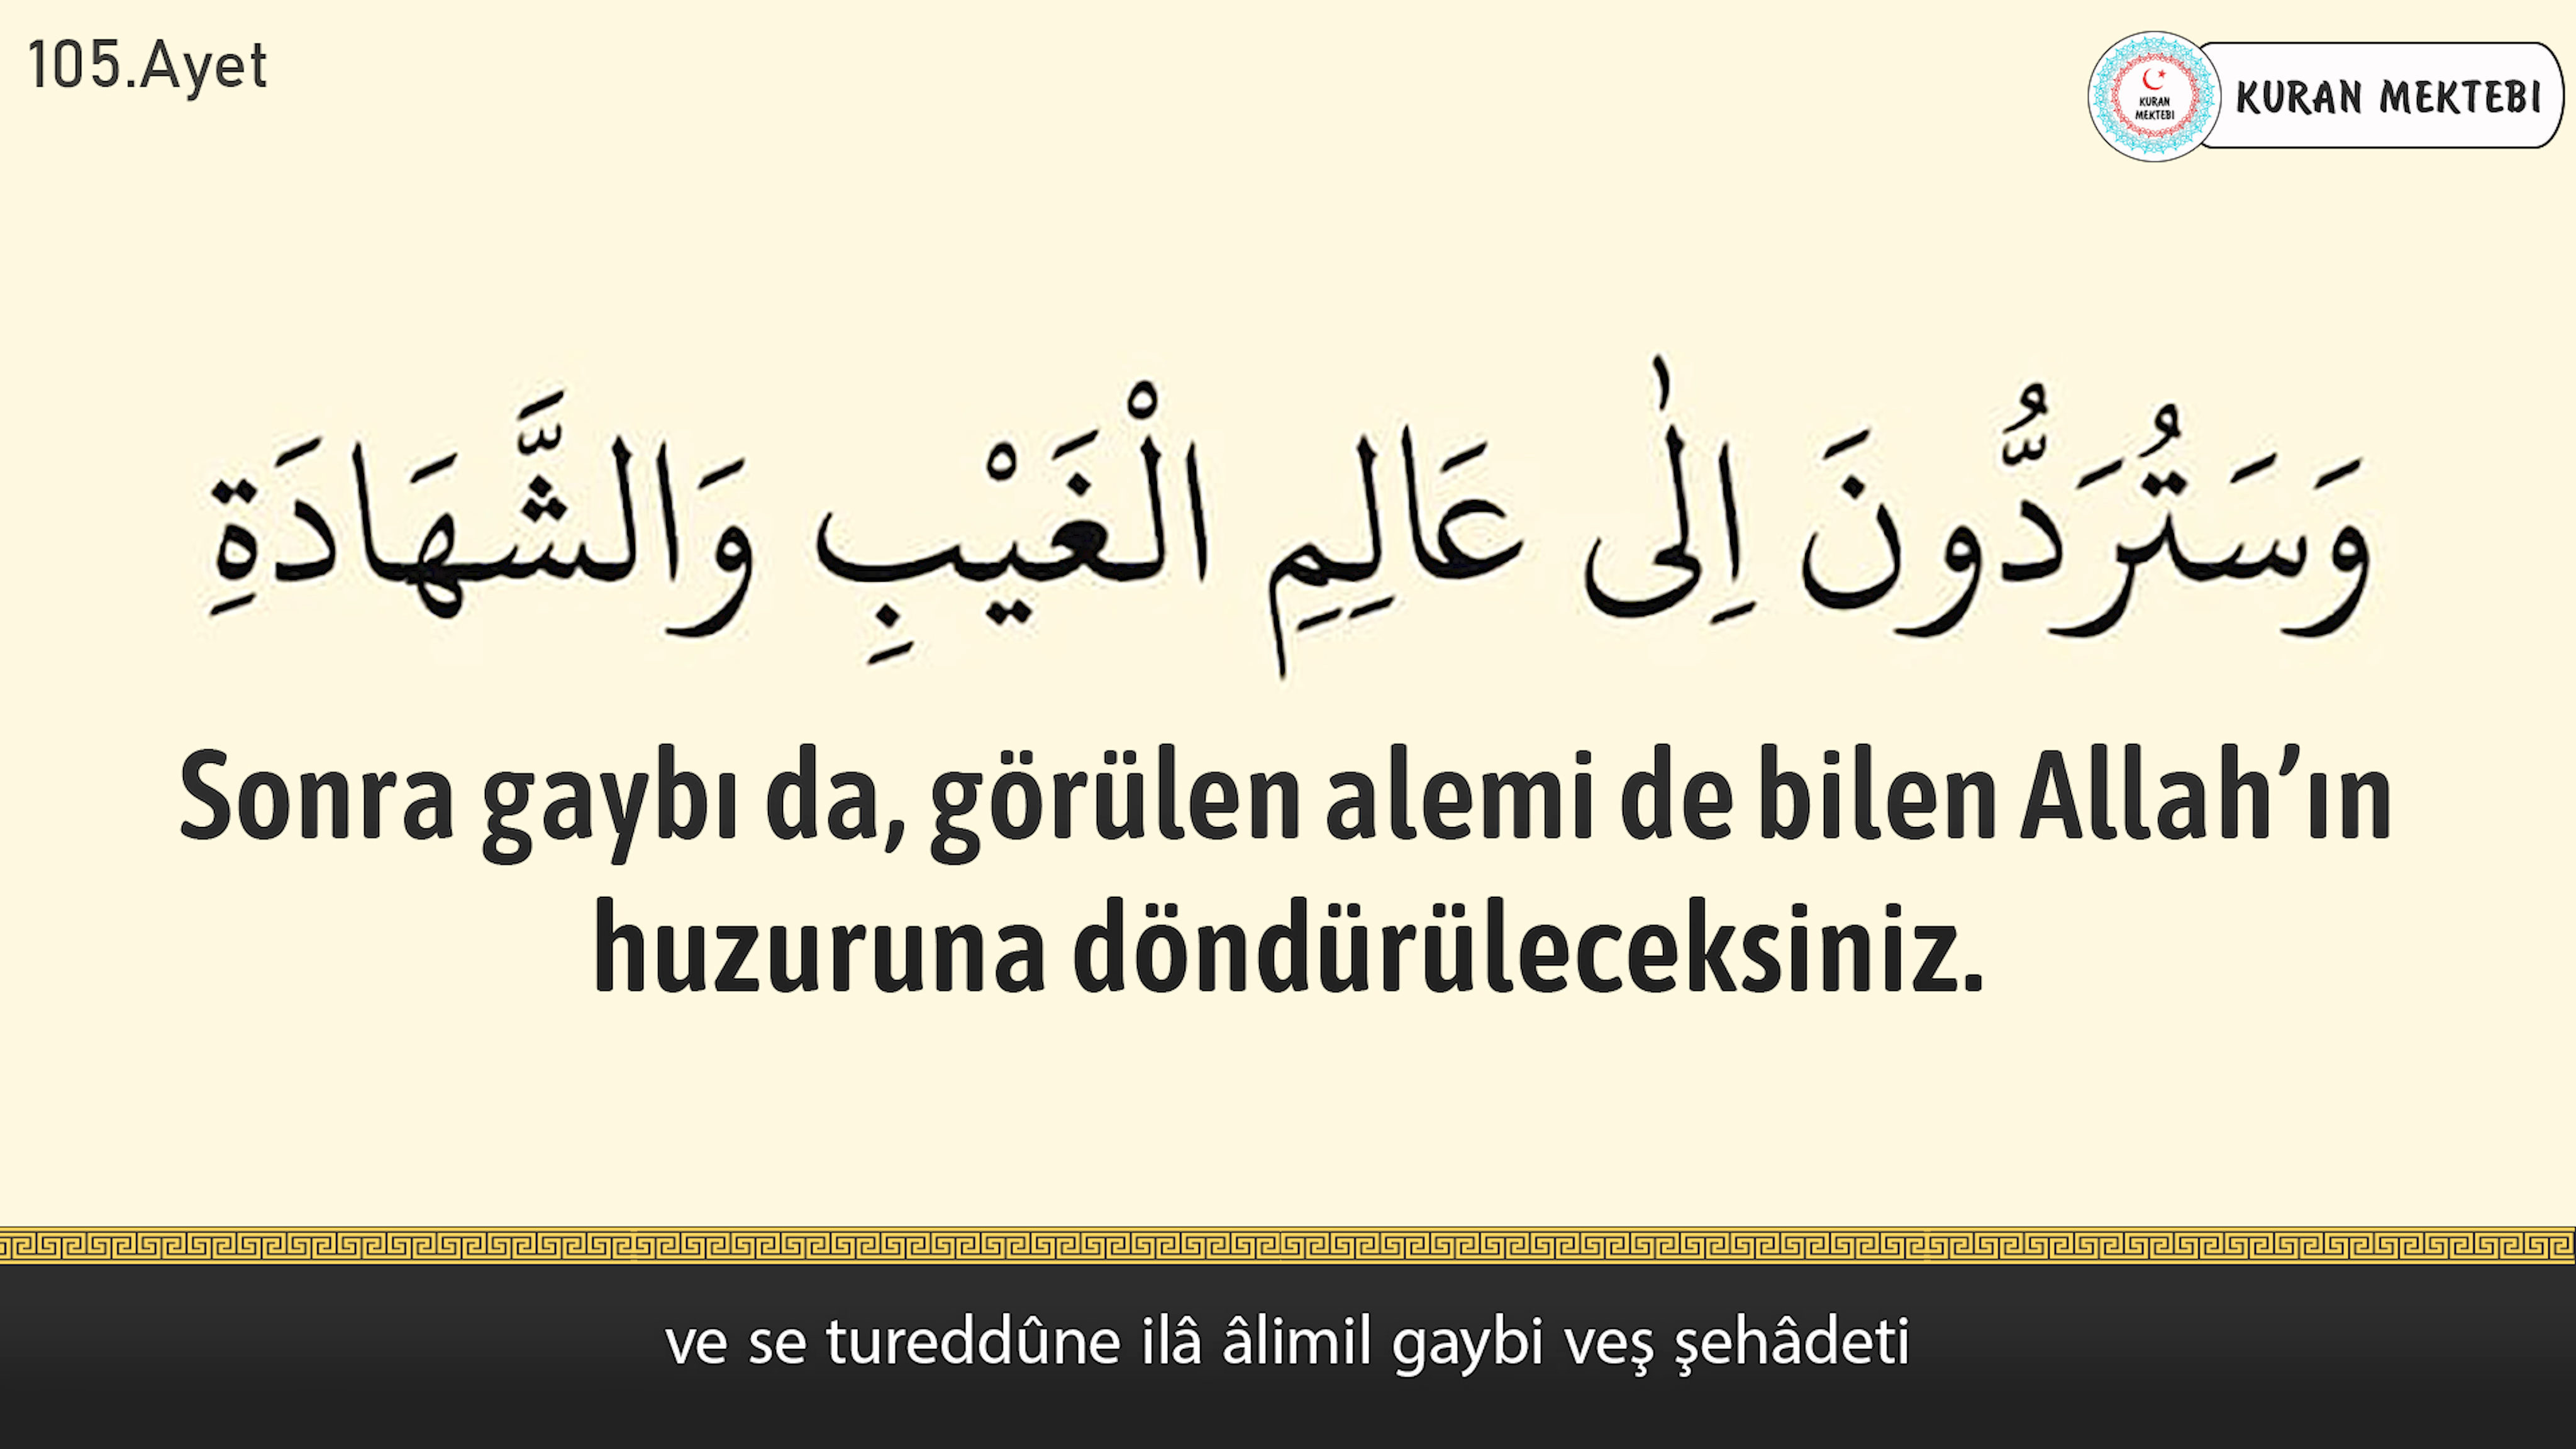 105.Ayet
KURAN
MEKTEBI
KURAN MEKTEBI
وَسَتُرَدُّونَ اِلٰى عَالِمِ الْغَيْبِ وَالشَّهَادَةِ
Sonra gaybı da, görülen alemi de bilen Allah’ın
huzuruna döndürüleceksiniz.
ve se tureddûne ilâ âlimil gaybi veş şehâdeti